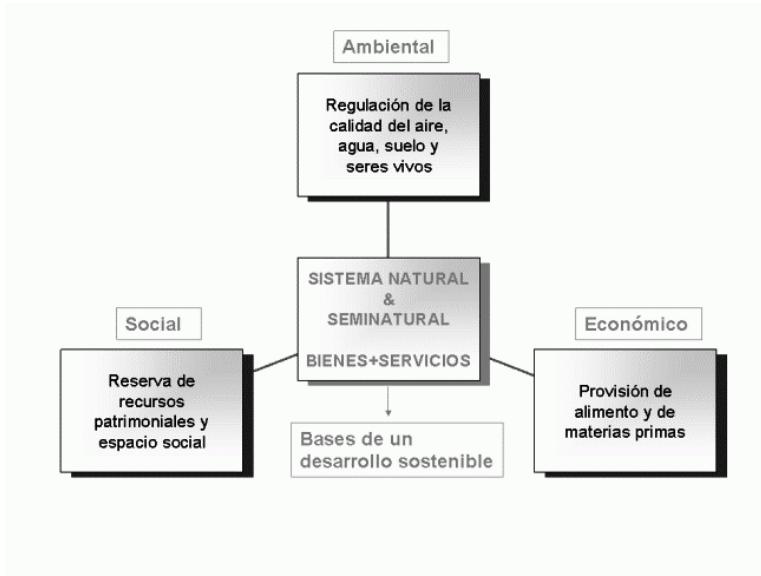 Ambiental
Regulación de la
calidad del aire,
agua, suelo y
seres vivos
SISTEMA NATURAL
&
SEMINATURAL
BIENES+SERVICIOS
Social
Reserva de
recursos
patrimoniales y
espacio social
Económico
Provisión de
alimento y de
materias primas
Bases de un
desarrollo sostenible